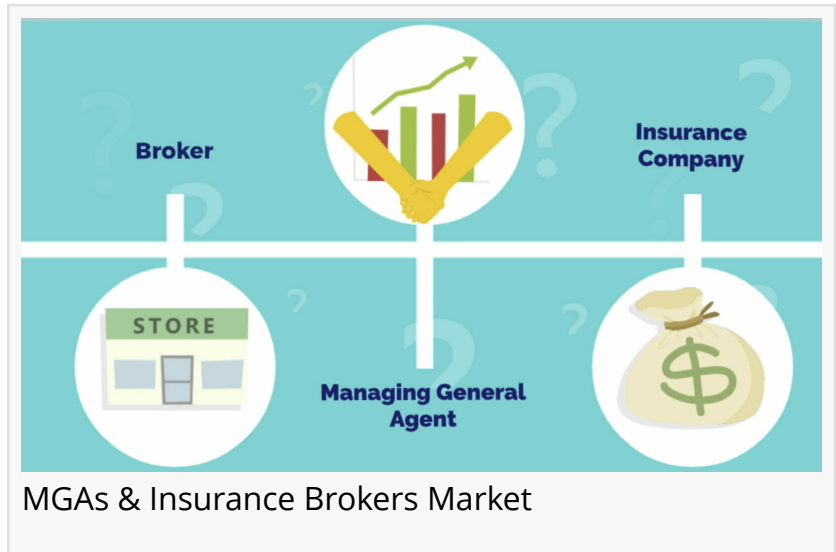 Broker
Insurance
Company
STORE
$
Managing General
Agent
MGAs & Insurance Brokers Market